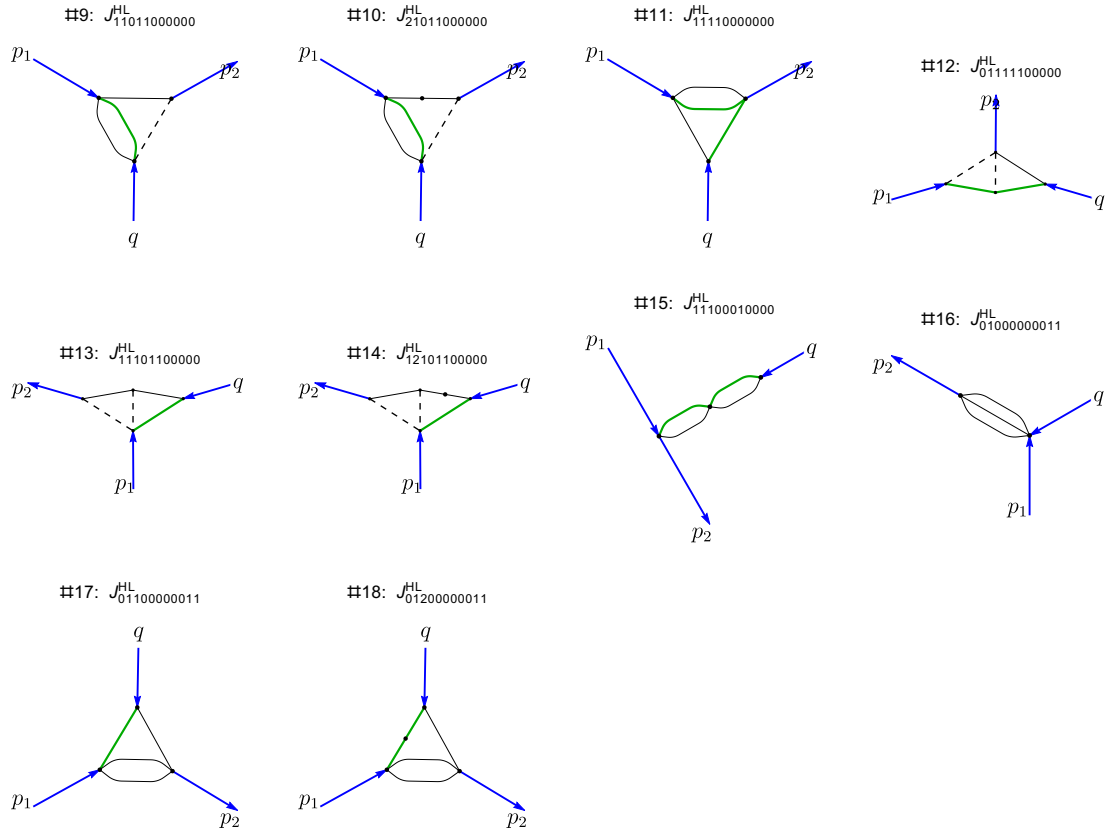 #9: J^HL_11011000000
#10: J^HL_21011000000
#11: J^HL_11110000000
#12: J^HL_01111100000
p₁
p₂
q
p₁
p₂
q
p₁
p₂
q
p₂
p₁
q
#13: J^HL_11101100000
#14: J^HL_12101100000
#15: J^HL_11100010000
#16: J^HL_01000000011
p₂
q
p₁
p₂
q
p₁
p₁
q
p₂
p₂
q
p₁
#17: J^HL_01100000011
#18: J^HL_01200000011
q
p₁
p₂
q
p₁
p₂